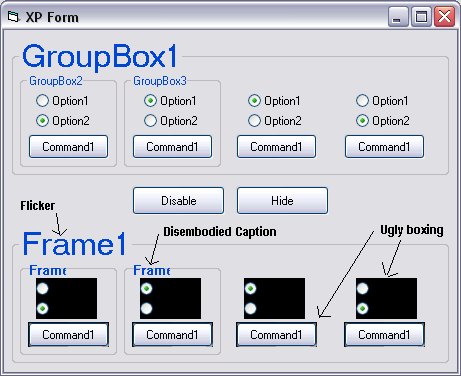 XP Form
GroupBox1
GroupBox2 GroupBox3
Option1 Option1 Option1 Option1
Option2 Option2 Option2 Option2
Command1 Command1 Command1 Command1
Disable Hide
Flicker
Disembodied Caption Ugly boxing
Frame1
Frame Frame
Command1 Command1 Command1 Command1